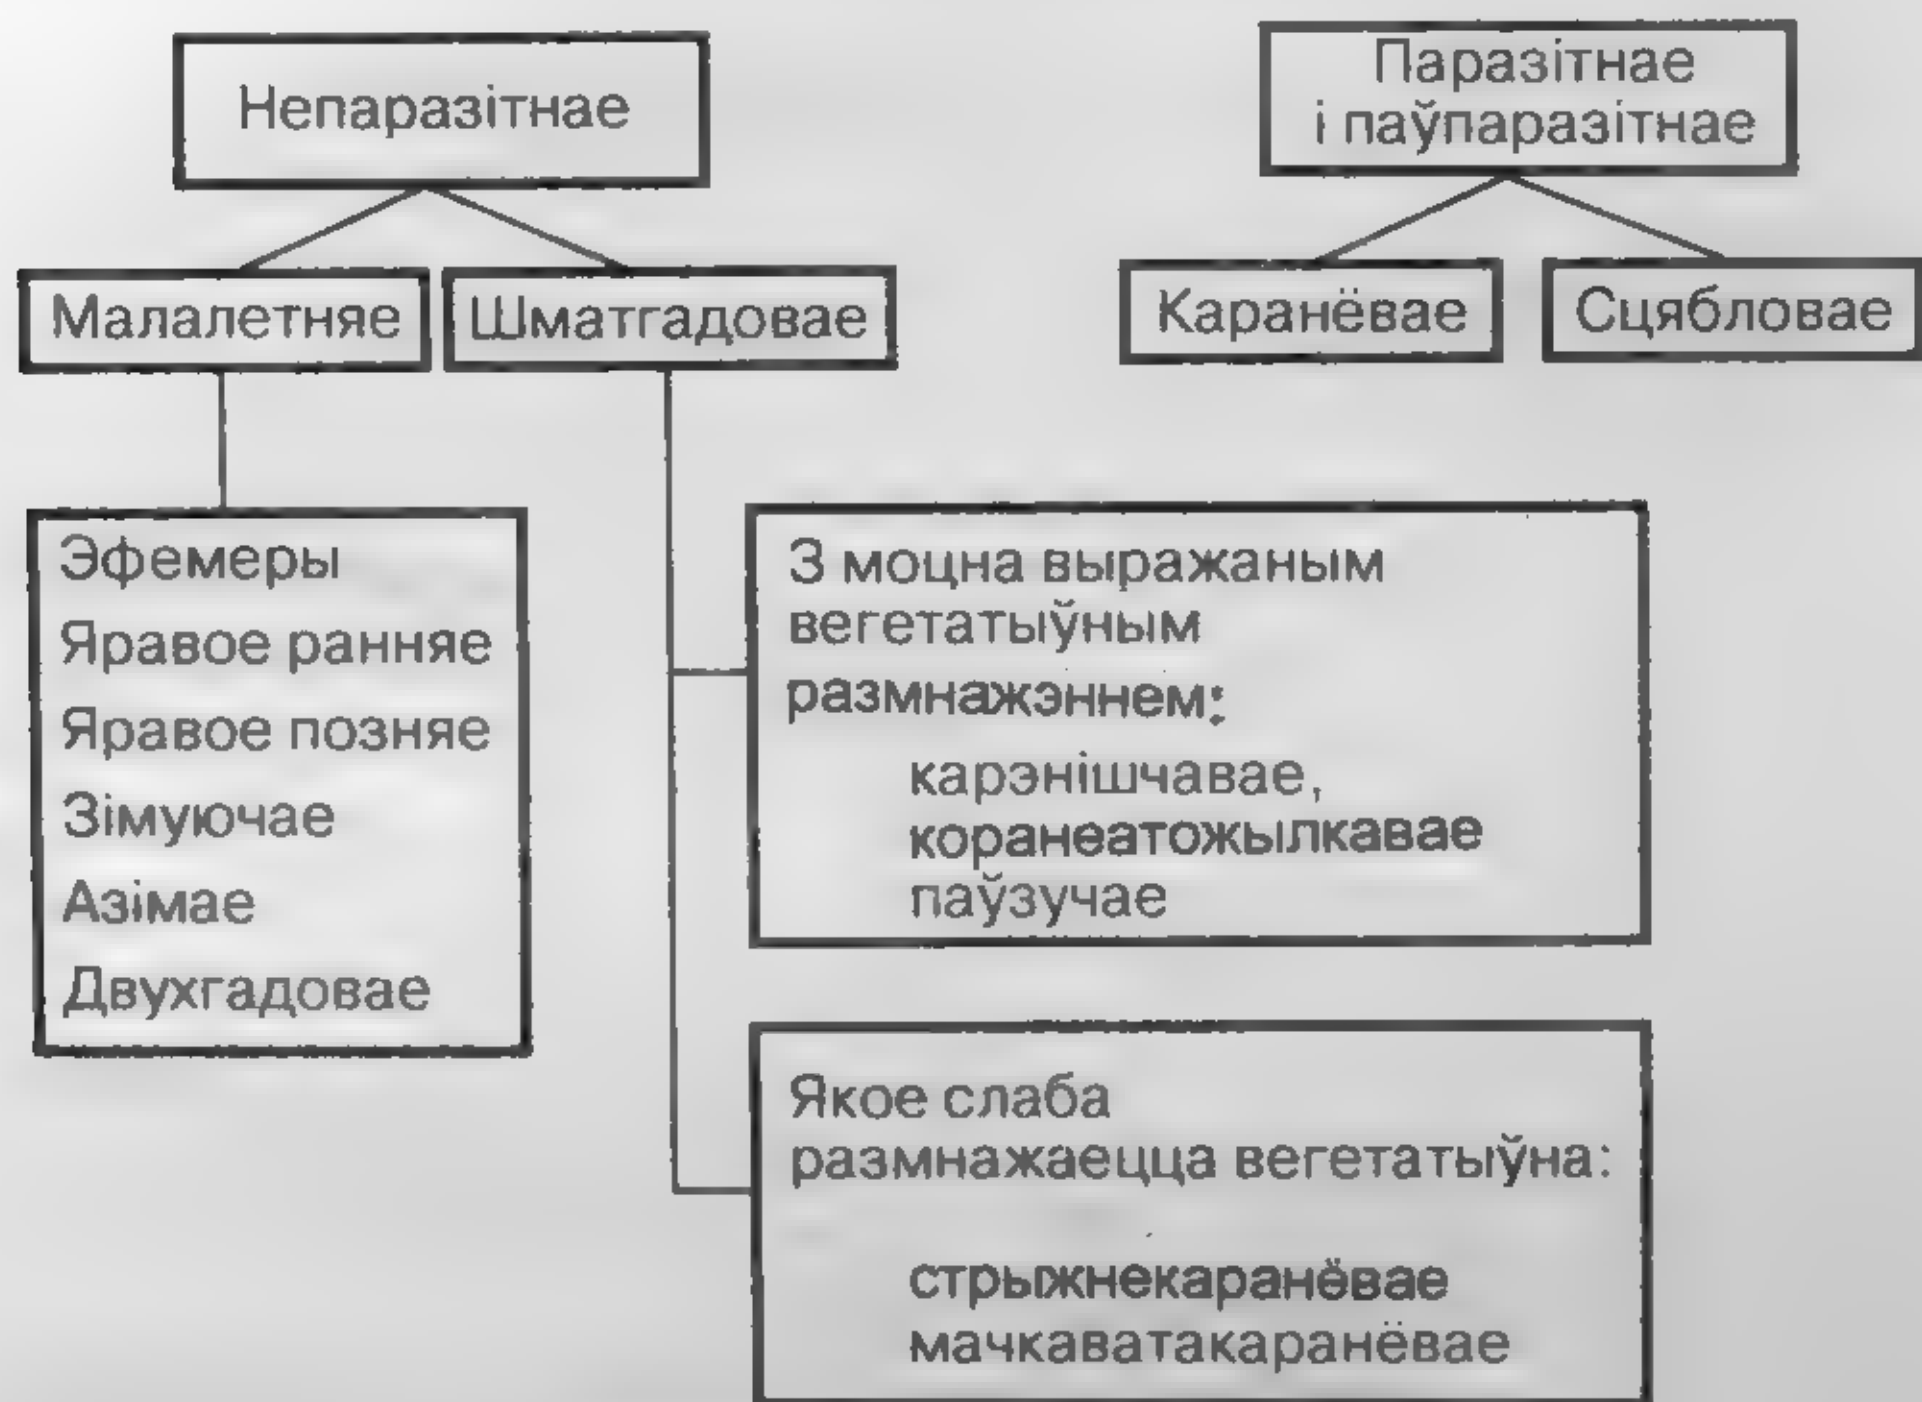 Непаразітнае
Паразітнае
і паўпаразітнае
Малалетняе
Шматгадовае
Каранёвае
Сцябловае
Эфемеры
Яравое ранняе
Яравое позняе
Зімуючае
Азімае
Двухгадовае
З моцна выражаным
вегетатыўным
размнажэннем:
карэнішчавае,
коранеатожылкавае
паўзучае
Якое слаба
размнажаецца вегетатыўна:
стрыжнекаранёвае
мачкаватакаранёвае